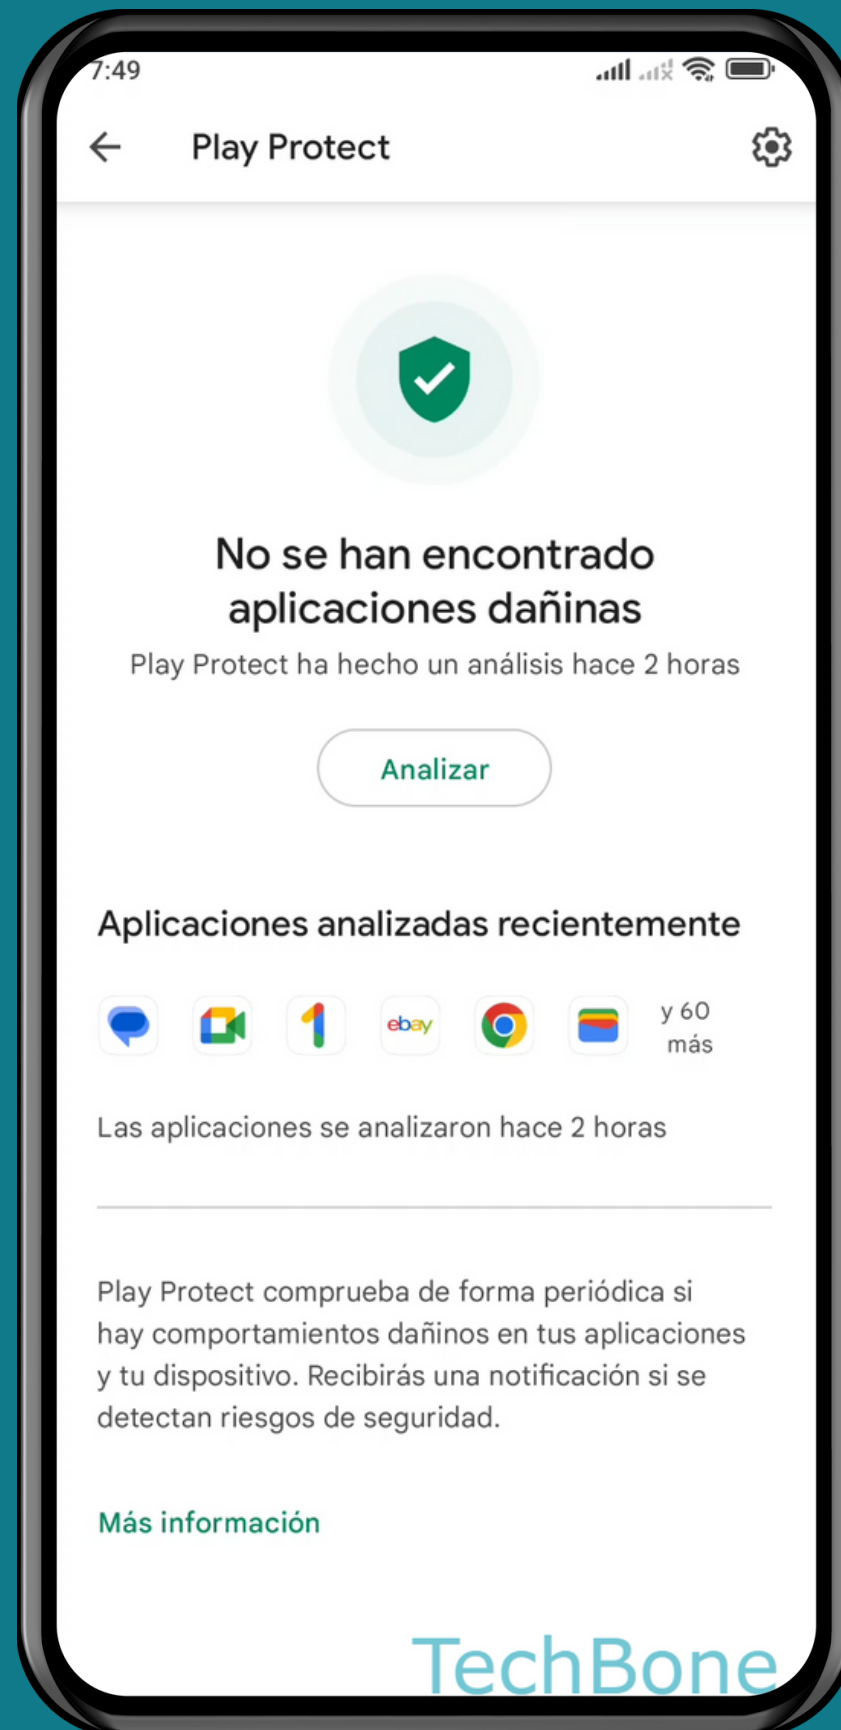 7:49
Play Protect
No se han encontrado
aplicaciones dañinas
Play Protect ha hecho un análisis hace 2 horas
Analizar
Aplicaciones analizadas recientemente
ebay
y 60
más
Las aplicaciones se analizaron hace 2 horas
Play Protect comprueba de forma periódica si
hay comportamientos dañinos en tus aplicaciones
y tu dispositivo. Recibirás una notificación si se
detectan riesgos de seguridad.
Más información
TechBone